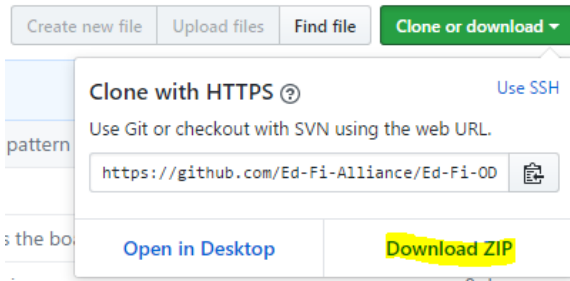 Create new file Upload files Find file Clone or download
Clone with HTTPS ? Use SSH
Use Git or checkout with SVN using the web URL.
pattern
https://github.com/Ed-Fi-Alliance/Ed-Fi-OD
s the boa
Open in Desktop Download ZIP